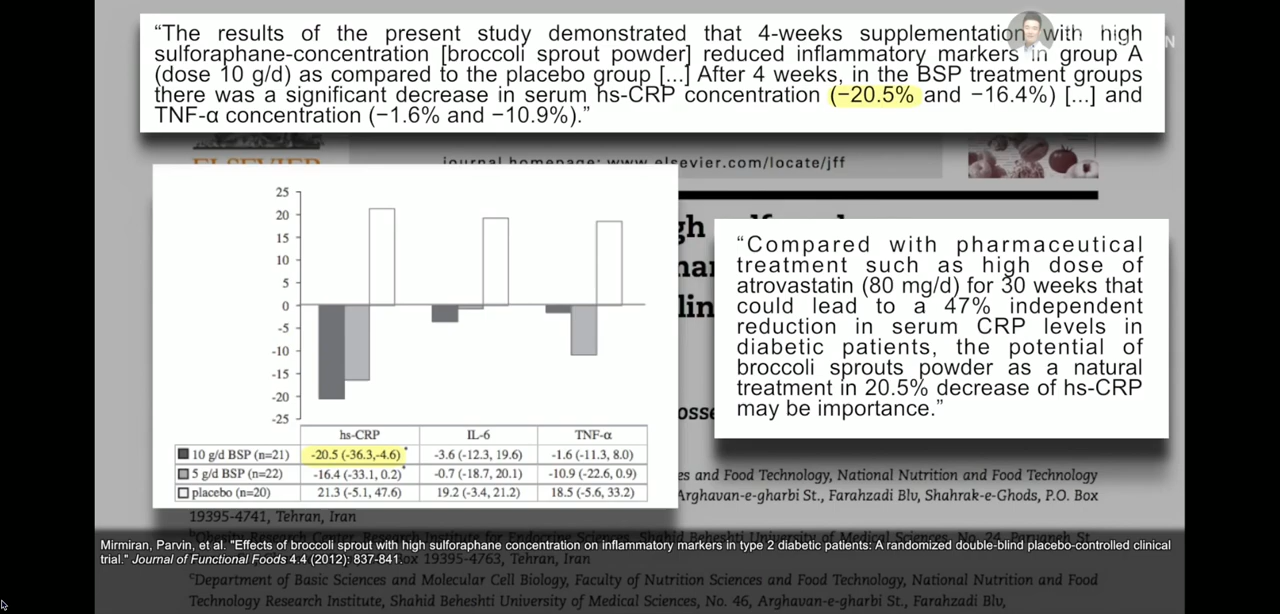 “The results of the present study demonstrated that 4-weeks supplementation with high
sulforaphane-concentration [broccoli sprout powder] reduced inflammatory markers in group A
(dose 10 g/d) as compared to the placebo group [...] After 4 weeks, in the BSP treatment groups
there was a significant decrease in serum hs-CRP concentration (−20.5% and −16.4%) [...] and
TNF-α concentration (−1.6% and −10.9%).”
ELSEVIER
journal homepage: www.elsevier.com/locate/jff
25
20
15
10
5
0
-5
-10
-15
-20
-25
hs-CRP IL-6 TNF-α
10 g/d BSP (n=21) -20.5 (-36.3,-4.6)* -3.6 (-12.3, 19.6) -1.6 (-11.3, 8.0)
5 g/d BSP (n=22) -16.4 (-33.1, 0.2)* -0.7 (-18.7, 20.1) -10.9 (-22.6, 0.9)
placebo (n=20) 21.3 (-5.1, 47.6) 19.2 (-3.4, 21.2) 18.5 (-5.6, 33.2)
“Compared with pharmaceutical
treatment such as high dose of
atrovastatin (80 mg/d) for 30 weeks that
could lead to a 47% independent
reduction in serum CRP levels in
diabetic patients, the potential of
broccoli sprouts powder as a natural
treatment in 20.5% decrease of hs-CRP
may be importance.”
es and Food Technology, National Nutrition and Food
Arghavan-e-gharbi St., Farahzadi Blv, Shahrak-e-Ghods, P.O. Box
19395-4741, Tehran, Iran
Mirmiran, Parvin, et al. "Effects of broccoli sprout with high sulforaphane concentration on inflammatory markers in type 2 diabetic patients: A randomized double-blind placebo-controlled clinical
trial." Journal of Functional Foods 4.4 (2012): 837-841.
19395-4763, Tehran, Iran
cDepartment of Basic Sciences and Molecular Cell Biology, Faculty of Nutrition Sciences and Food Technology, National Nutrition and Food
Technology Research Institute, Shahid Beheshti University of Medical Sciences, No. 46, Arghavan-e-gharbi St., Farahzadi Blv,